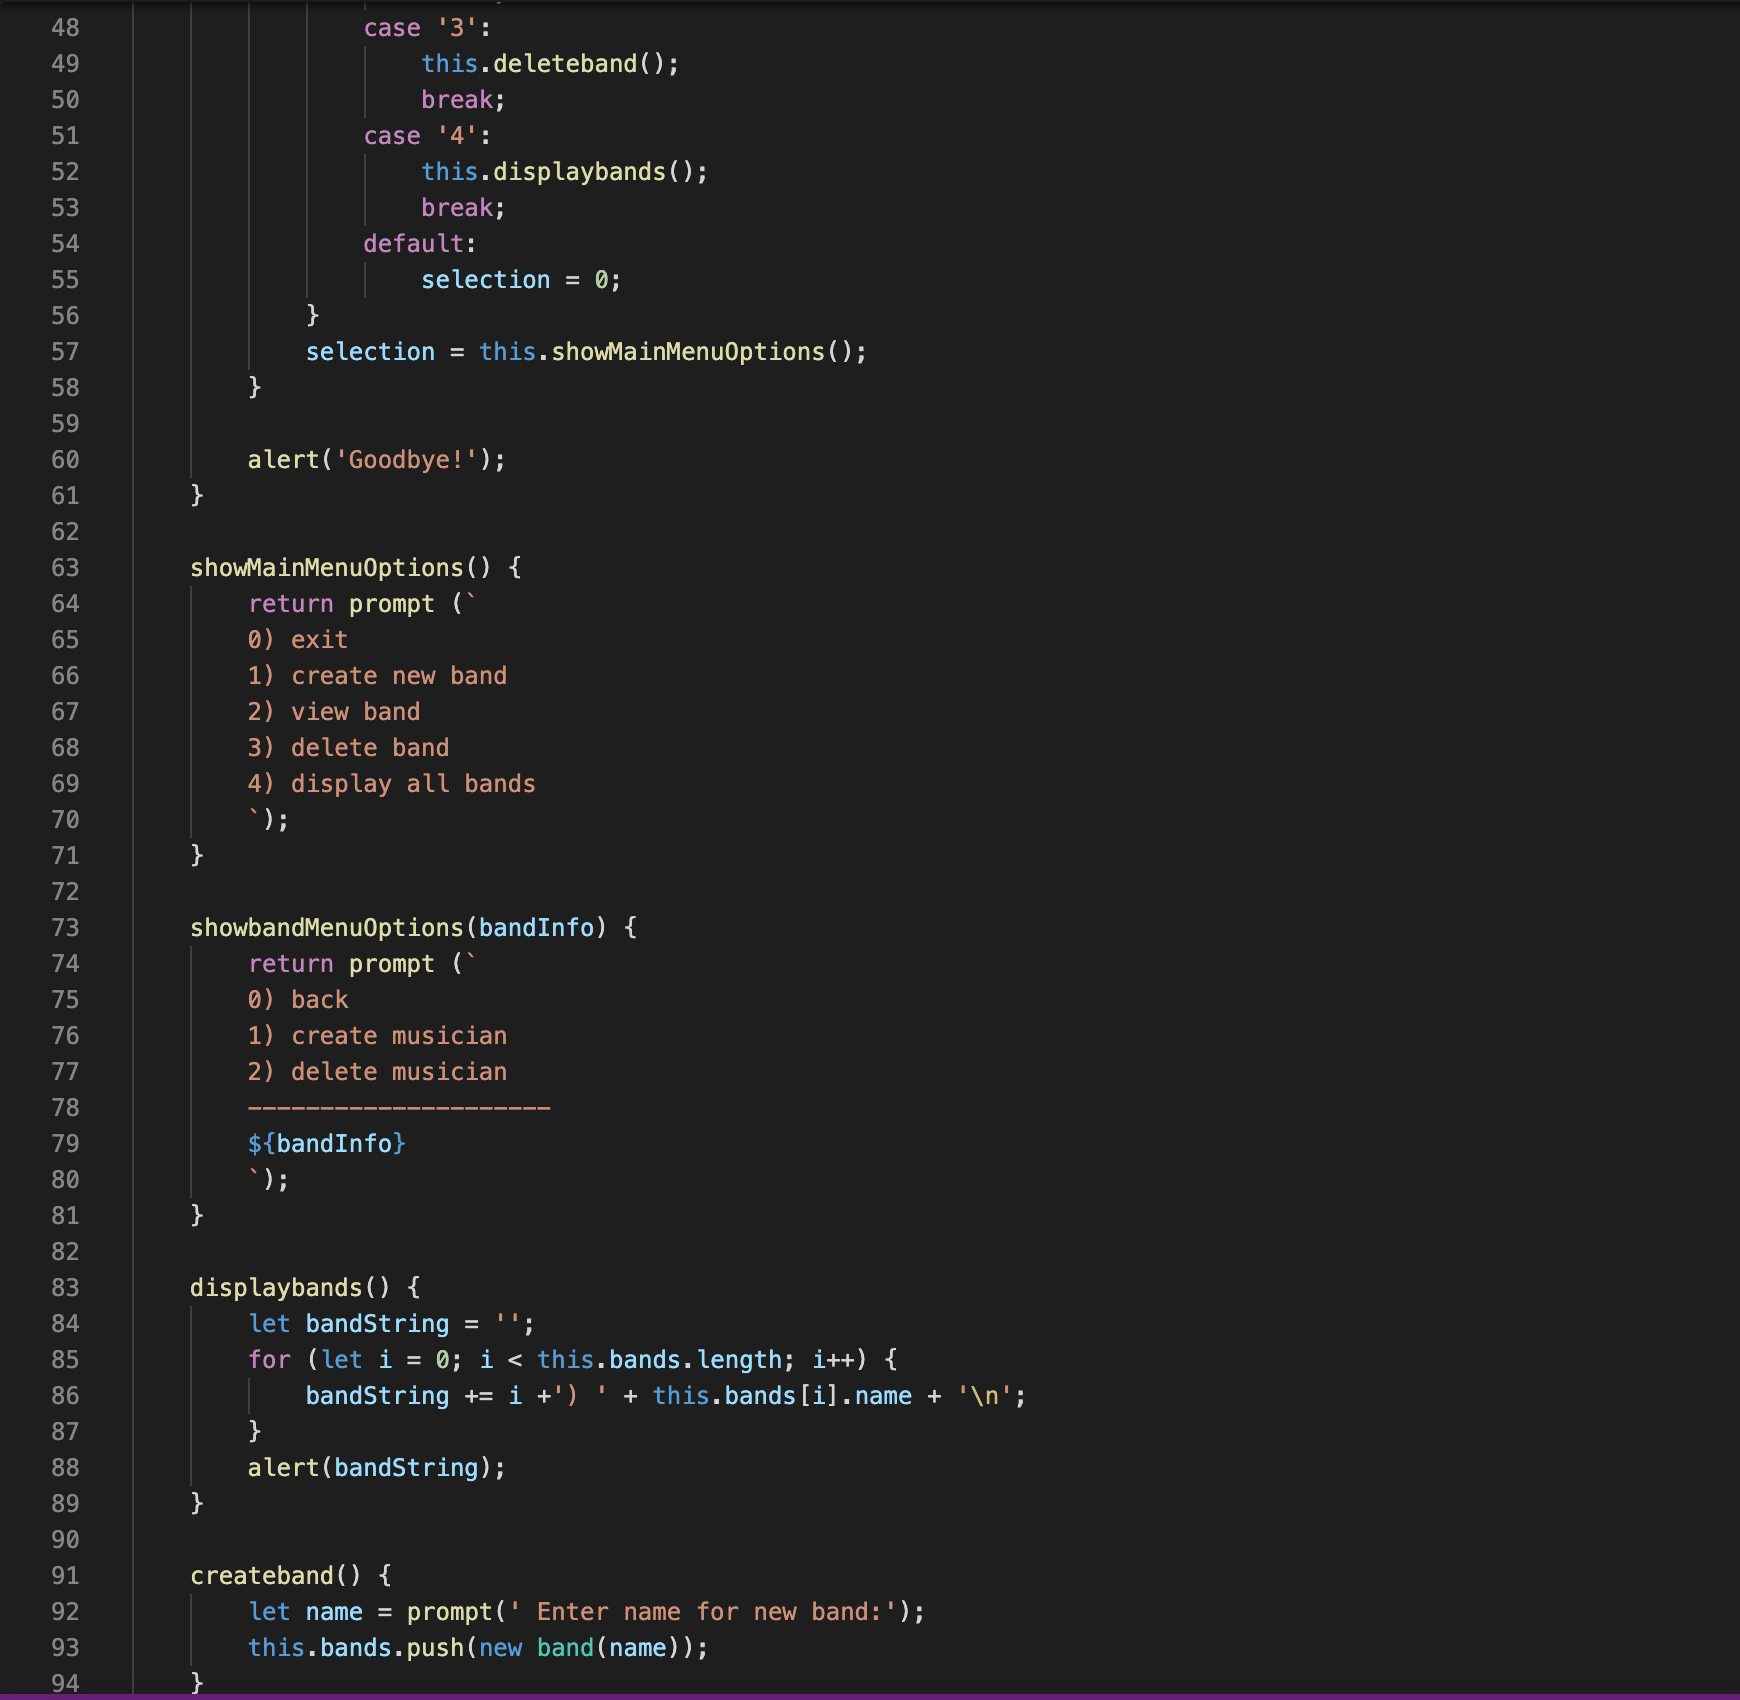 48                    case '3':
49                        this.deleteband();
50                        break;
51                    case '4':
52                        this.displaybands();
53                        break;
54                    default:
55                        selection = 0;
56                }
57                selection = this.showMainMenuOptions();
58            }
59
60            alert('Goodbye!');
61        }
62
63        showMainMenuOptions() {
64            return prompt (`
65            0) exit
66            1) create new band
67            2) view band
68            3) delete band
69            4) display all bands
70            `);
71        }
72
73        showbandMenuOptions(bandInfo) {
74            return prompt (`
75            0) back
76            1) create musician
77            2) delete musician
78            ---------------------
79            ${bandInfo}
80            `);
81        }
82
83        displaybands() {
84            let bandString = '';
85            for (let i = 0; i < this.bands.length; i++) {
86                bandString += i +') ' + this.bands[i].name + '\n';
87            }
88            alert(bandString);
89        }
90
91        createband() {
92            let name = prompt(' Enter name for new band:');
93            this.bands.push(new band(name));
94        }